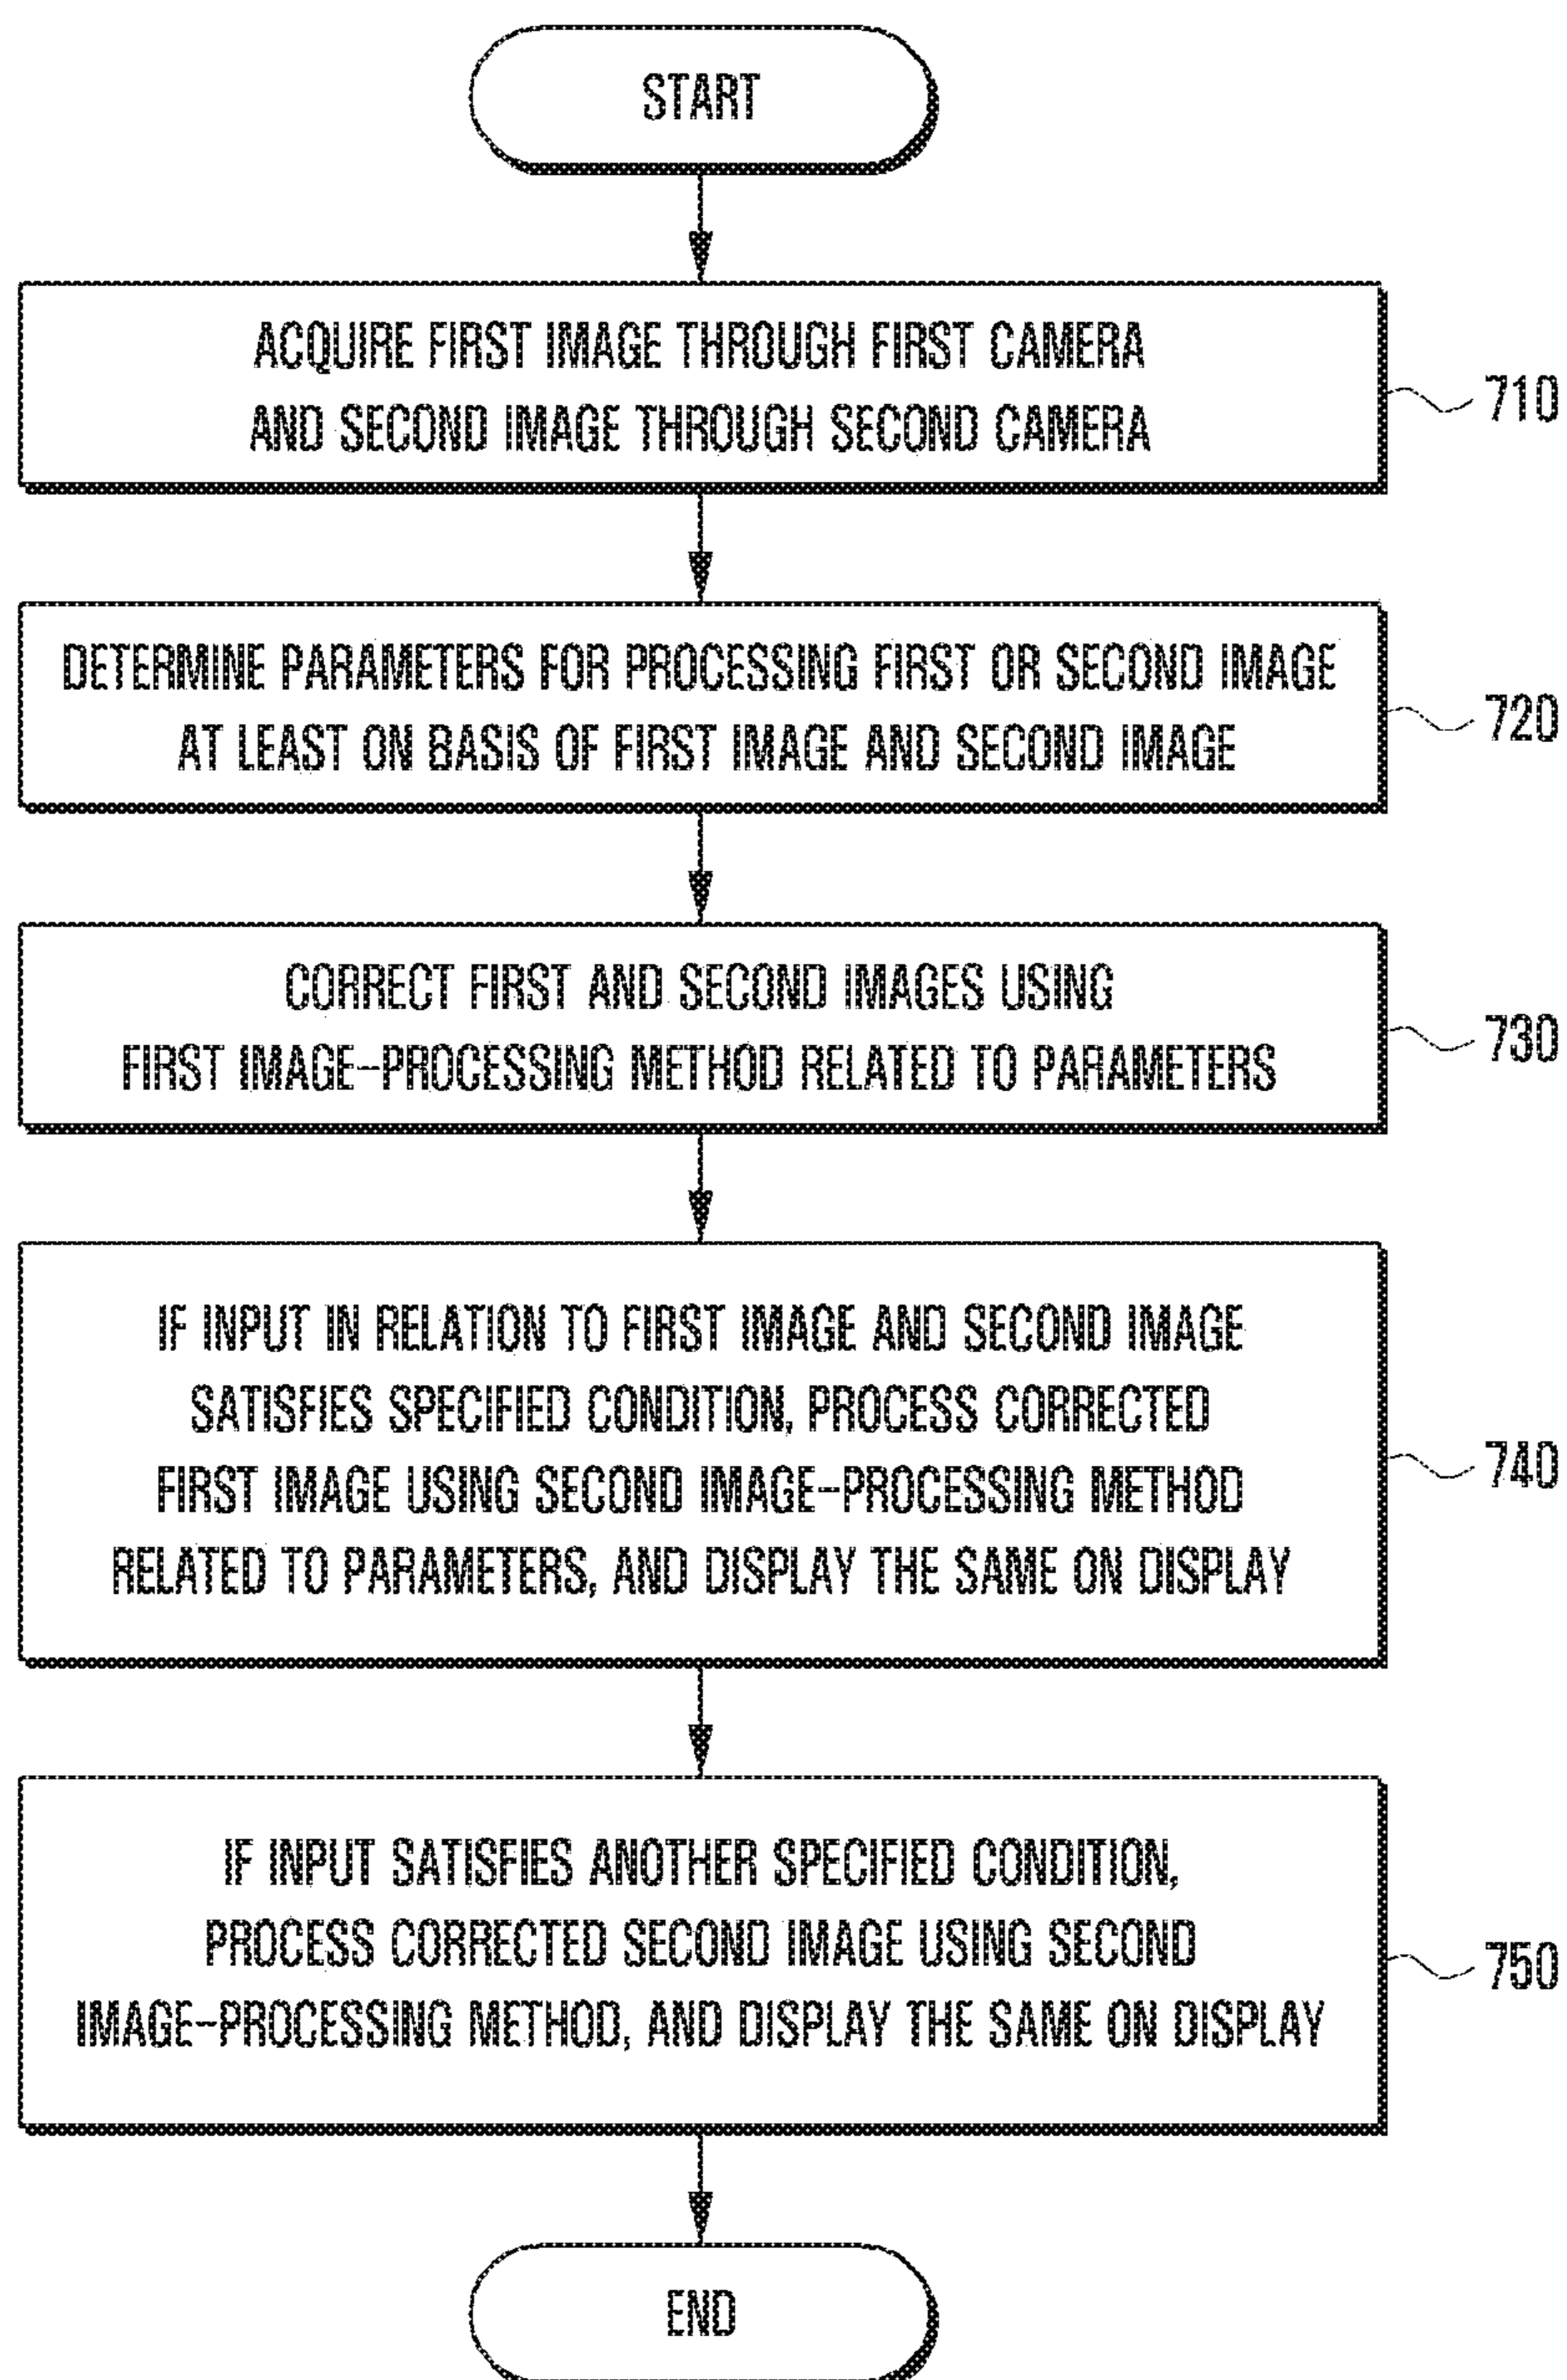 START
ACQUIRE FIRST IMAGE THROUGH FIRST CAMERA
AND SECOND IMAGE THROUGH SECOND CAMERA
710
DETERMINE PARAMETERS FOR PROCESSING FIRST OR SECOND IMAGE
AT LEAST ON BASIS OF FIRST IMAGE AND SECOND IMAGE
720
CORRECT FIRST AND SECOND IMAGES USING
FIRST IMAGE-PROCESSING METHOD RELATED TO PARAMETERS
730
IF INPUT IN RELATION TO FIRST IMAGE AND SECOND IMAGE
SATISFIES SPECIFIED CONDITION, PROCESS CORRECTED
FIRST IMAGE USING SECOND IMAGE-PROCESSING METHOD
RELATED TO PARAMETERS, AND DISPLAY THE SAME ON DISPLAY
740
IF INPUT SATISFIES ANOTHER SPECIFIED CONDITION,
PROCESS CORRECTED SECOND IMAGE USING SECOND
IMAGE-PROCESSING METHOD, AND DISPLAY THE SAME ON DISPLAY
750
END